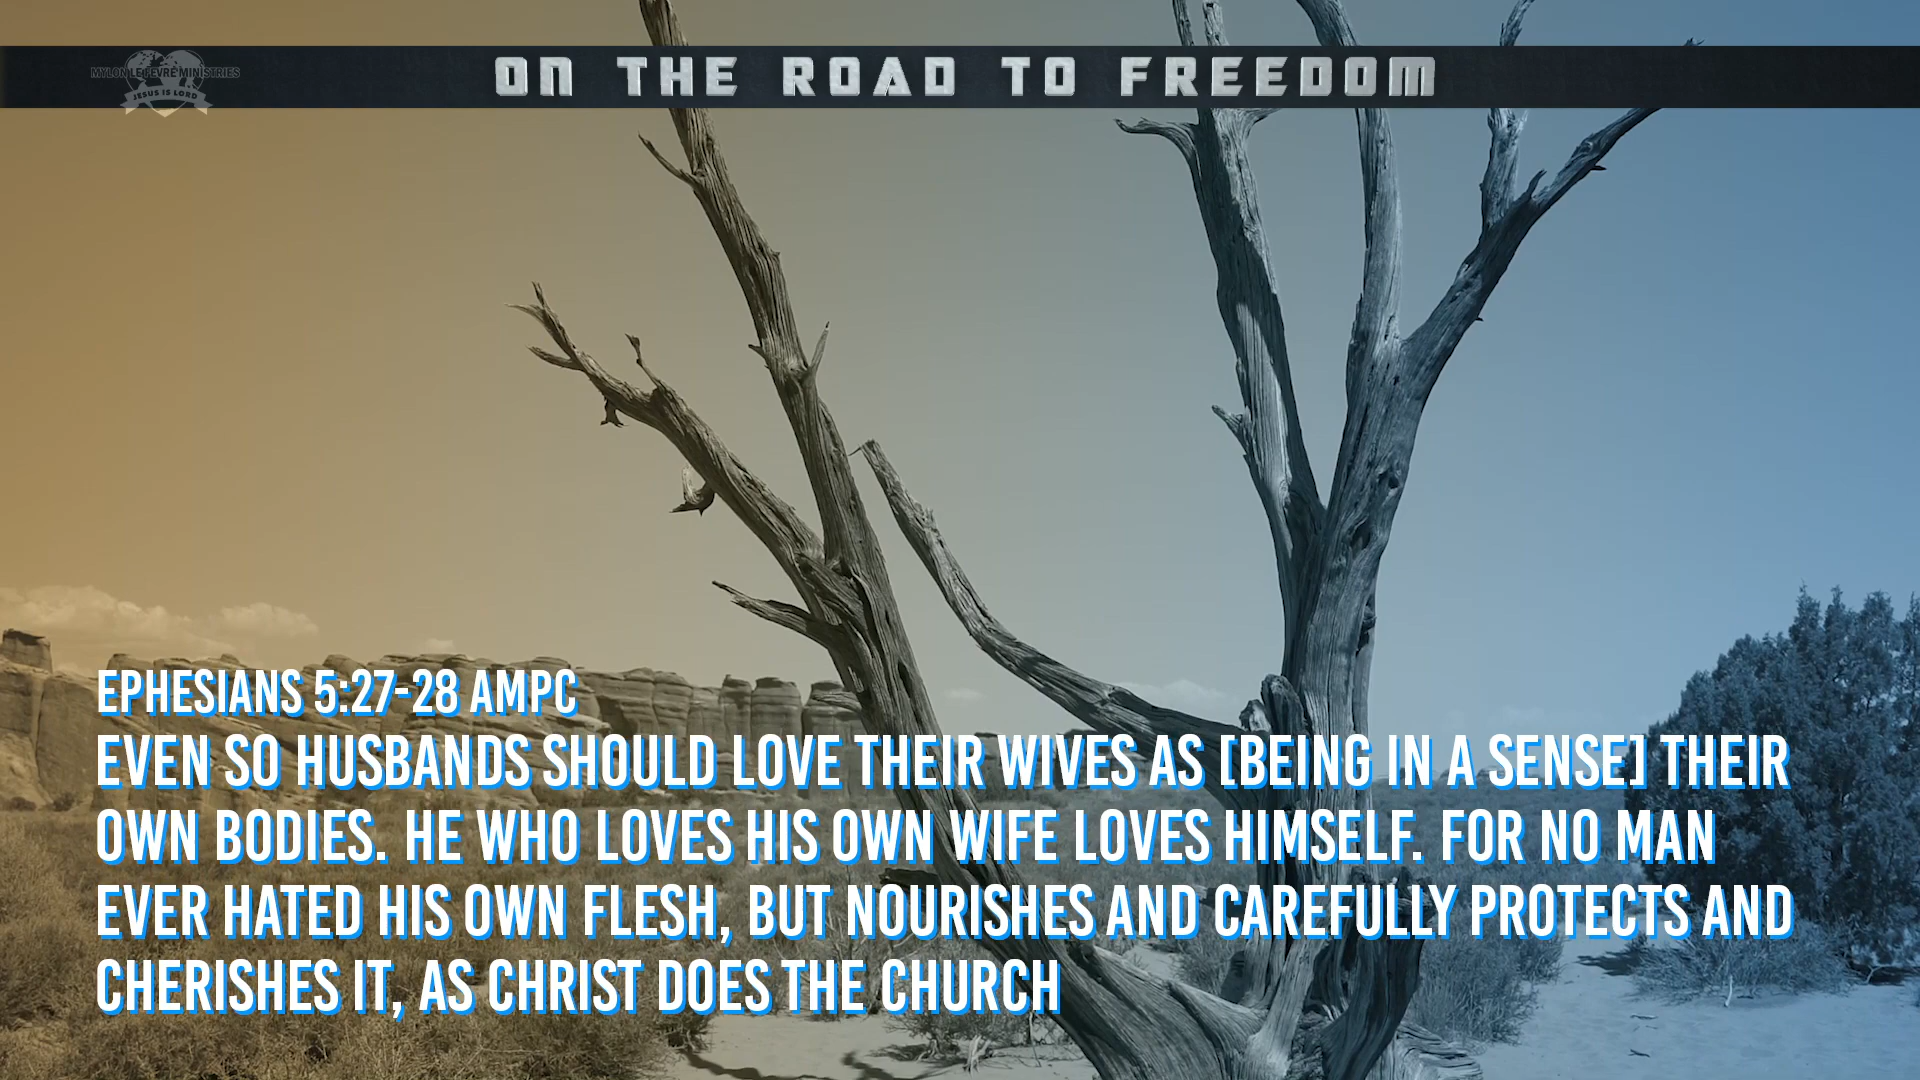 ON THE ROAD TO FREEDOM
MYLON LE FEVRE MINISTRIES
JESUS IS LORD
EPHESIANS 5:27-28 AMPC
EVEN SO HUSBANDS SHOULD LOVE THEIR WIVES AS [BEING IN A SENSE] THEIR
OWN BODIES. HE WHO LOVES HIS OWN WIFE LOVES HIMSELF. FOR NO MAN
EVER HATED HIS OWN FLESH, BUT NOURISHES AND CAREFULLY PROTECTS AND
CHERISHES IT, AS CHRIST DOES THE CHURCH